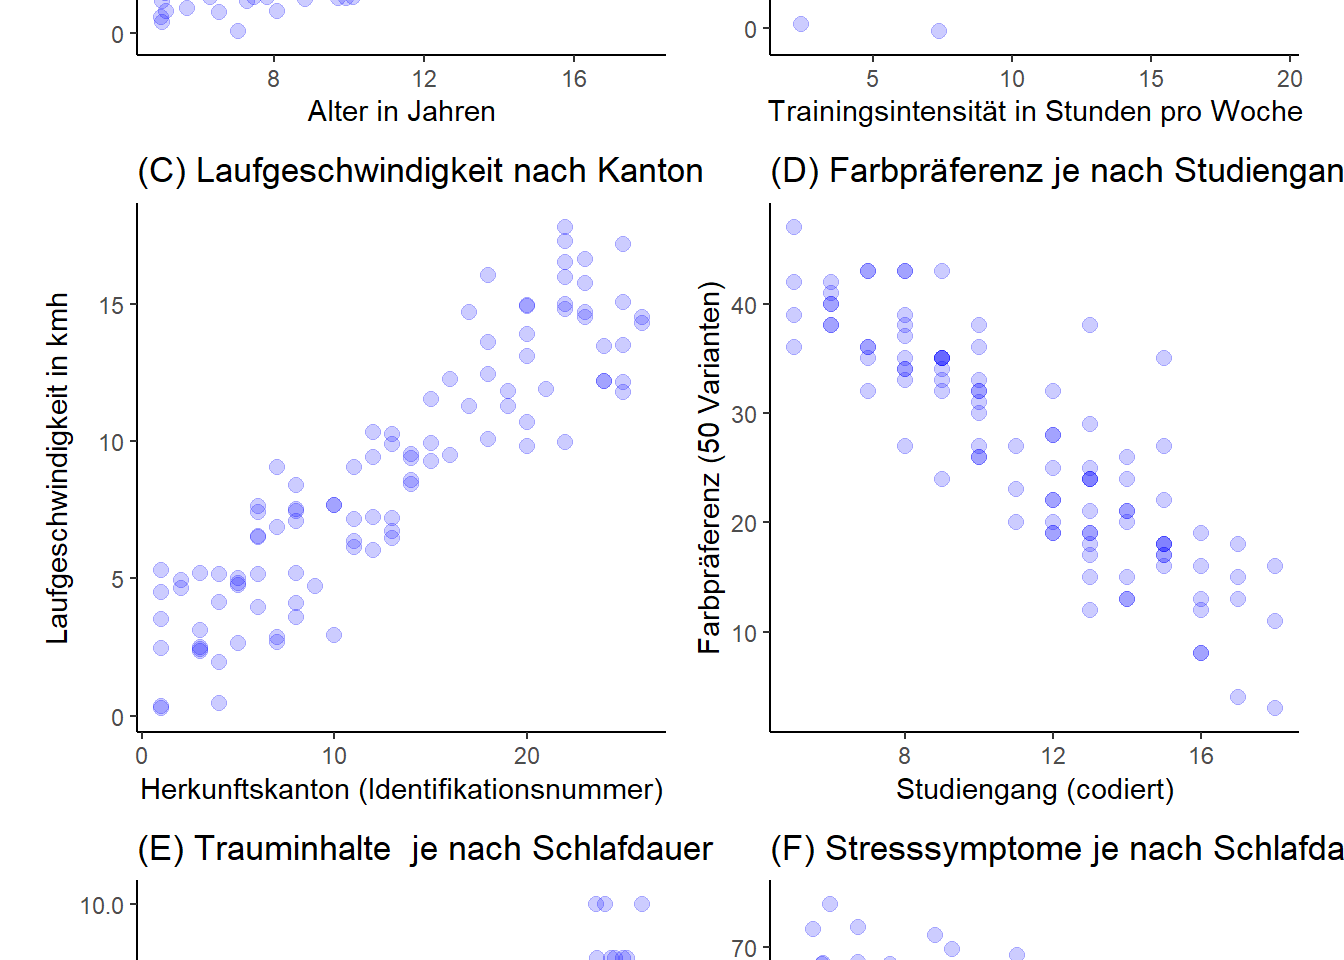 0
8 12 16
Alter in Jahren
0
5 10 15 20
Trainingsintensität in Stunden pro Woche
(C) Laufgeschwindigkeit nach Kanton
Laufgeschwindigkeit in kmh
15
10
5
0
0 10 20
Herkunftskanton (Identifikationsnummer)
(D) Farbpräferenz je nach Studiengan
Farbpräferenz (50 Varianten)
40
30
20
10
8 12 16
Studiengang (codiert)
(E) Trauminhalte  je nach Schlafdauer
10.0
(F) Stresssymptome je nach Schlafda
70